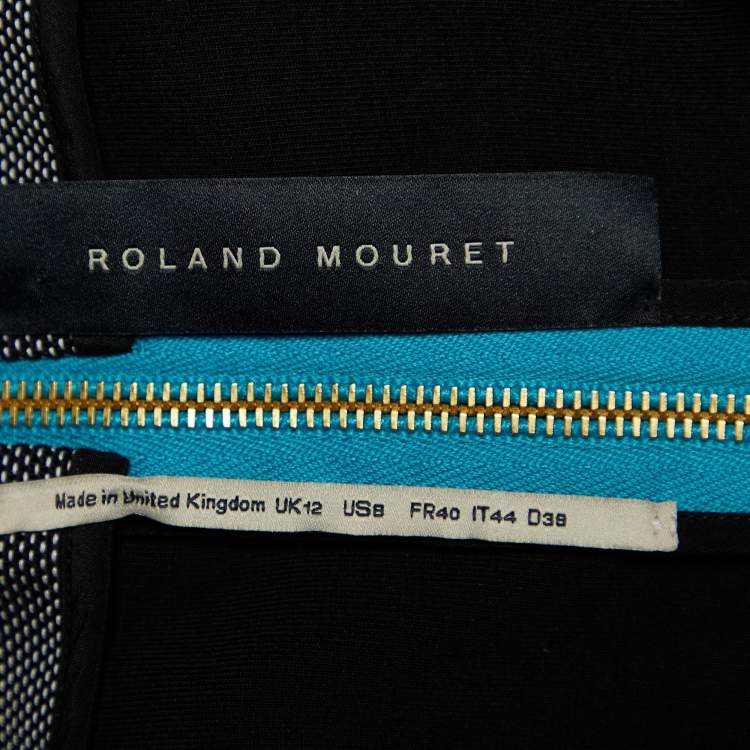 ROLAND MOURET
Made in United Kingdom UK12 US8 FR40 IT44 D38